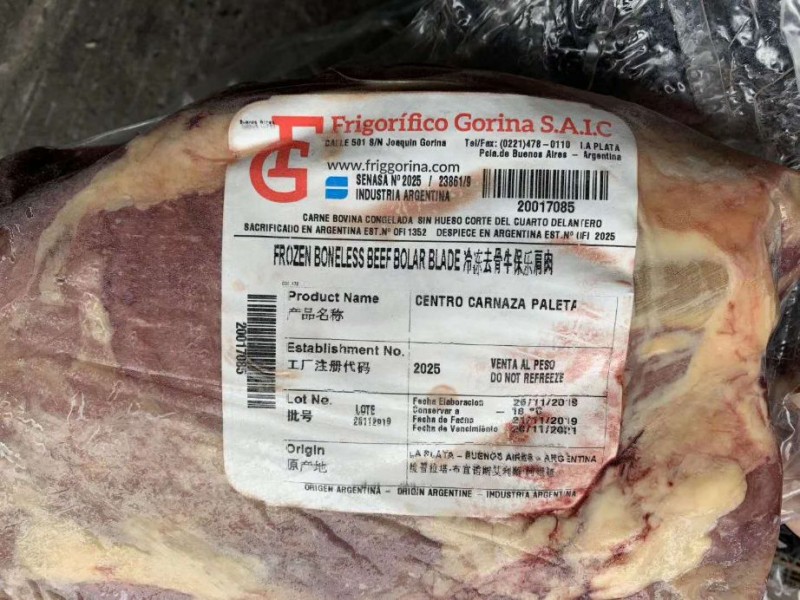 Buenos Aires
FG
Frigorífico Gorina S.A.I.C
CALLE 501 S/N Joaquin Gorina
Tel/Fax: (0221)478-0110 LA PLATA
Pcia.de Buenos Aires - Argentina
www.friggorina.com
SENASA Nº 2025 / 23861/9
INDUSTRIA ARGENTINA
20017085
CARNE BOVINA CONGELADA SIN HUESO CORTE DEL CUARTO DELANTERO
SACRIFICADO EN ARGENTINA EST.Nº OFI 1352 DESPIECE EN ARGENTINA EST.Nº OFI 2025
FROZEN BONELESS BEEF BOLAR BLADE 冷冻去骨牛保乐肩肉
Product Name
产品名称
CENTRO CARNAZA PALETA
Establishment No.
工厂注册代码
2025
VENTA AL PESO
DO NOT REFREEZE
20017085
Lot No.
批号
LOTE
28112019
Fecha Elaboracion
Conservar a - 18 ºC
Fecha de Faena
Fecha de Vencimiento
Origin
原产地
LA PLATA - BUENOS AIRES - ARGENTINA
ORIGEN ARGENTINA - ORIGIN ARGENTINE - INDUSTRIA ARGENTINA